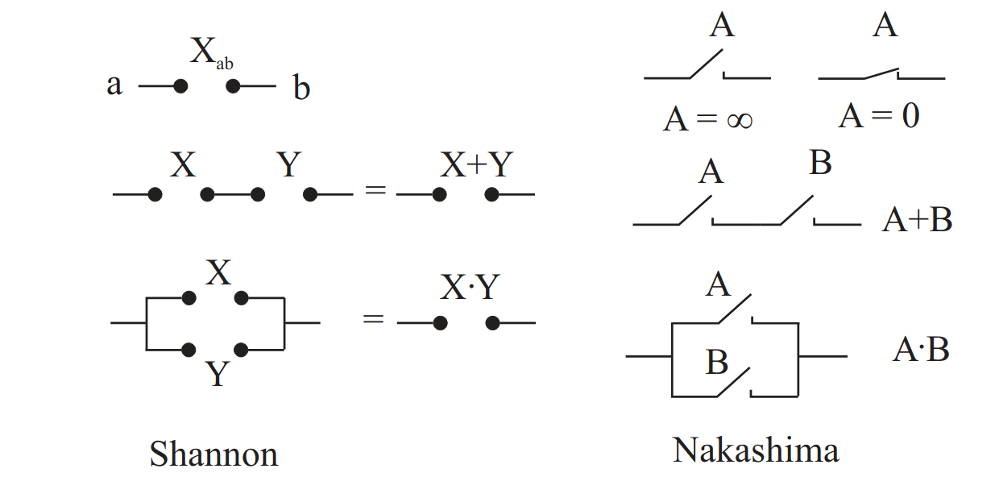 X_ab
a b
X Y = X+Y
X = X·Y
Y
Shannon
A A
A = ∞ A = 0
A B A+B
A
B A·B
Nakashima